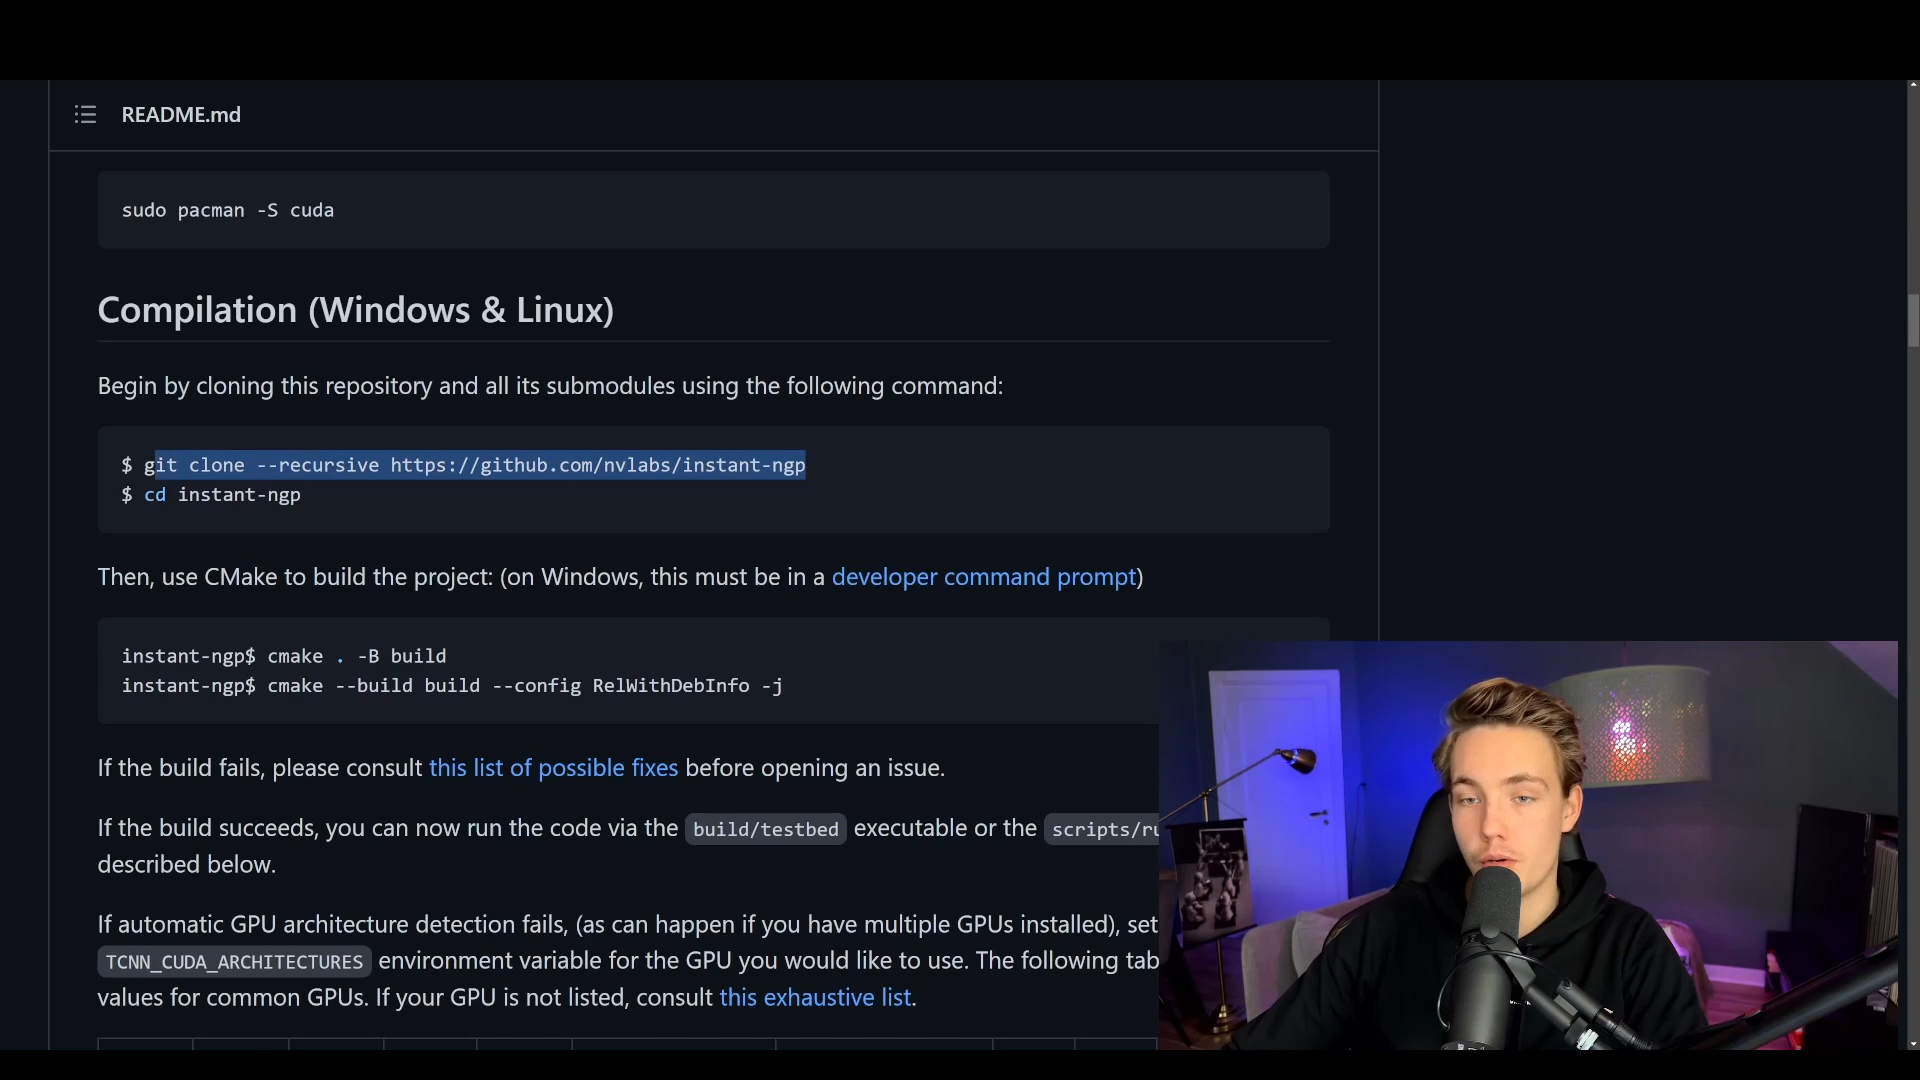 README.md
sudo pacman -S cuda
Compilation (Windows & Linux)
Begin by cloning this repository and all its submodules using the following command:
$ git clone --recursive https://github.com/nvlabs/instant-ngp
$ cd instant-ngp
Then, use CMake to build the project: (on Windows, this must be in a developer command prompt)
instant-ngp$ cmake . -B build
instant-ngp$ cmake --build build --config RelWithDebInfo -j
If the build fails, please consult this list of possible fixes before opening an issue.
If the build succeeds, you can now run the code via the build/testbed executable or the scripts/ru
described below.
If automatic GPU architecture detection fails, (as can happen if you have multiple GPUs installed), set
TCNN_CUDA_ARCHITECTURES environment variable for the GPU you would like to use. The following tab
values for common GPUs. If your GPU is not listed, consult this exhaustive list.